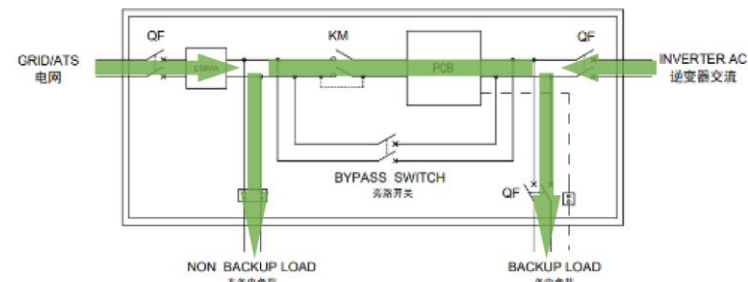 QF
KM
QF
GRID/ATS
电网
EMMA
PCB
INVERTER AC
逆变器交流
BYPASS SWITCH
旁路开关
QF
NON BACKUP LOAD
BACKUP LOAD